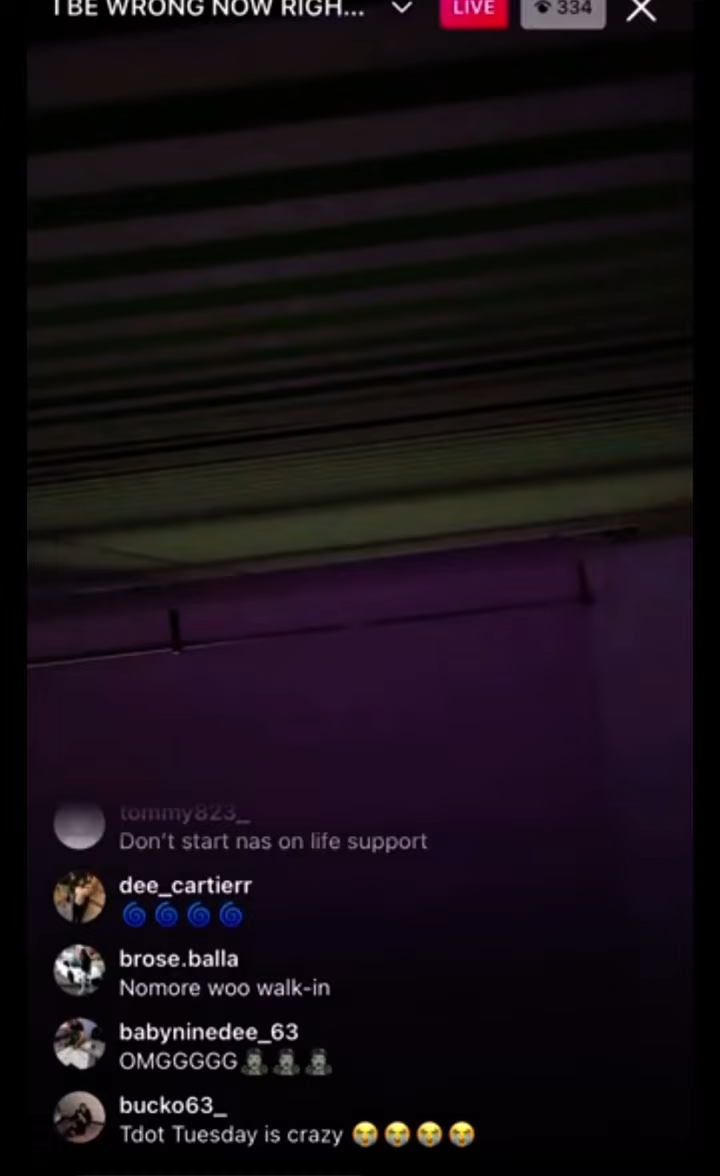 I BE WRONG NOW RIGH...
LIVE
334
tommy823_
Don't start nas on life support
dee_cartierr
🌀 🌀 🌀 🌀
brose.balla
Nomore woo walk-in
babyninedee_63
OMGGGGG🧟‍♂️🧟‍♂️🧟‍♂️
bucko63_
Tdot Tuesday is crazy 😭😭😭😭